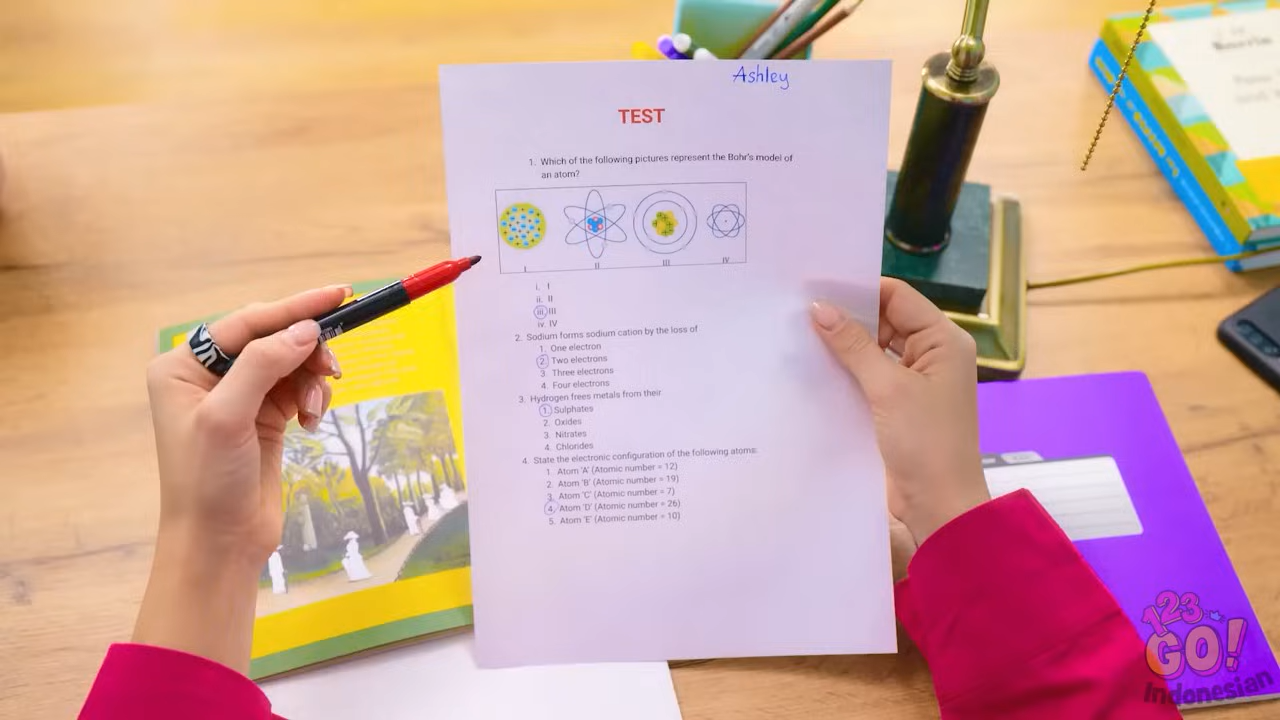 Ashley
TEST
1. Which of the following pictures represent the Bohr's model of
an atom?
I II III IV
i. I
ii. II
iii. III
iv. IV
2. Sodium forms sodium cation by the loss of
1. One electron
2. Two electrons
3. Three electrons
4. Four electrons
3. Hydrogen frees metals from their
1. Sulphates
2. Oxides
3. Nitrates
4. Chlorides
4. State the electronic configuration of the following atoms:
1. Atom 'A' (Atomic number = 12)
2. Atom 'B' (Atomic number = 19)
3. Atom 'C' (Atomic number = 7)
4. Atom 'D' (Atomic number = 26)
5. Atom 'E' (Atomic number = 10)
123
GO!
Indonesian